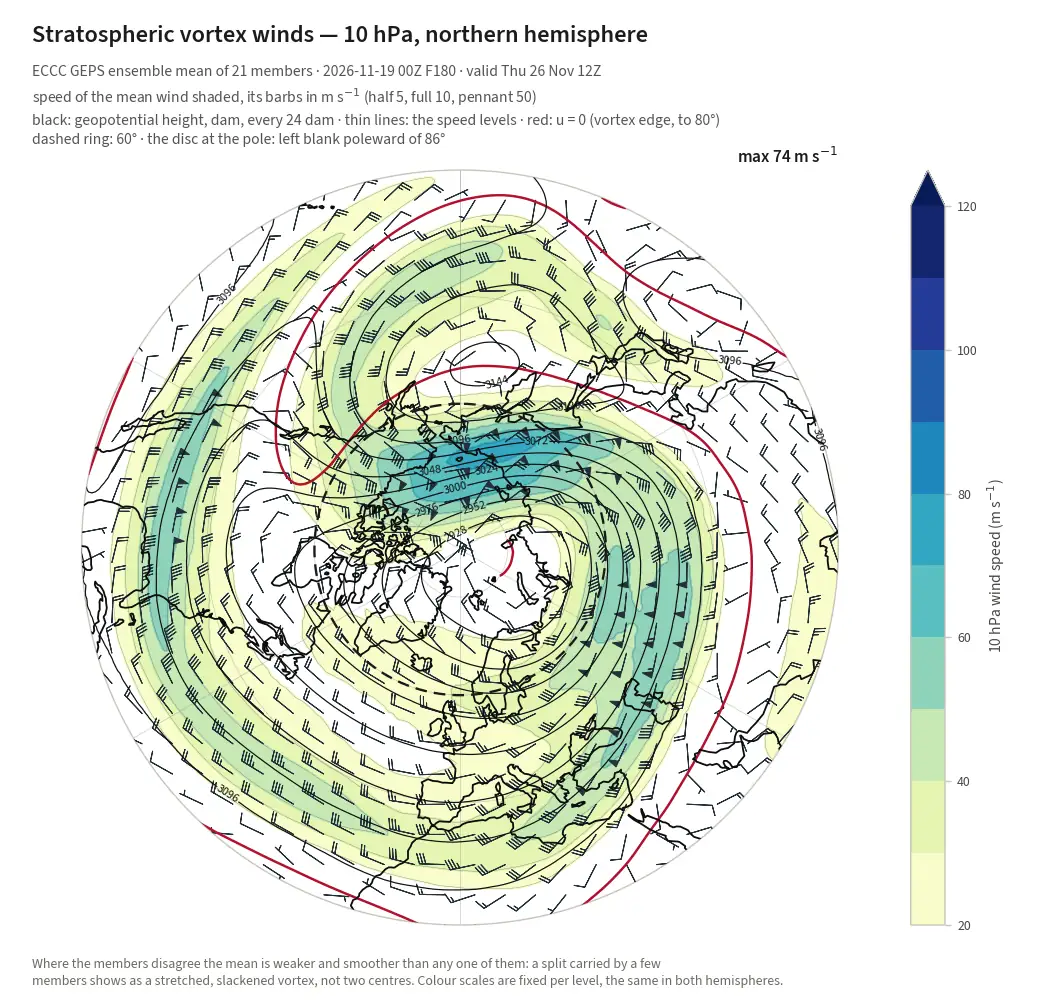 Stratospheric vortex winds — 10 hPa, northern hemisphere
ECCC GEPS ensemble mean of 21 members · 2026-11-19 00Z F180 · valid Thu 26 Nov 12Z
speed of the mean wind shaded, its barbs in m s⁻¹ (half 5, full 10, pennant 50)
black: geopotential height, dam, every 24 dam · thin lines: the speed levels · red: u = 0 (vortex edge, to 80°)
dashed ring: 60° · the disc at the pole: left blank poleward of 86°
max 74 m s⁻¹
120
100
80
60
40
20
10 hPa wind speed (m s⁻¹)
3096
3096
3144
3096
3072
3048
3024
3000
2976
2952
2928
3096
3096
Where the members disagree the mean is weaker and smoother than any one of them: a split carried by a few
members shows as a stretched, slackened vortex, not two centres. Colour scales are fixed per level, the same in both hemispheres.